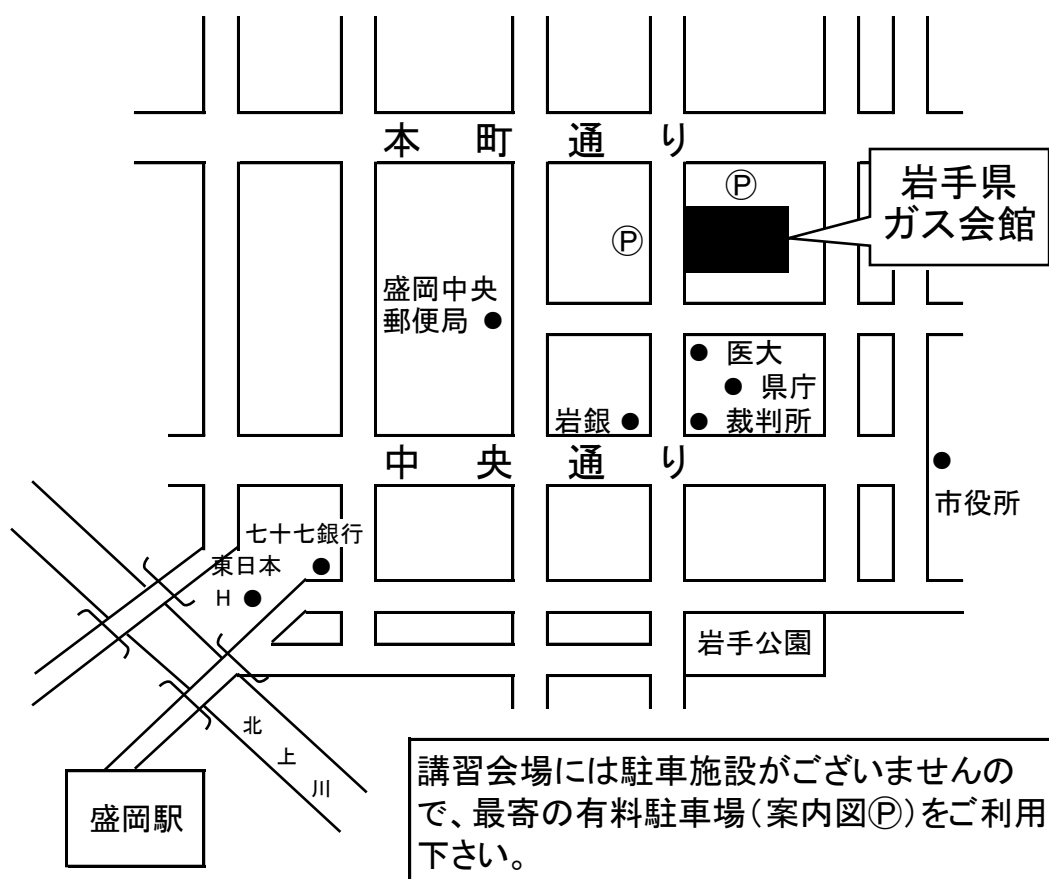 本町通り
Ⓟ
岩手県
ガス会館
Ⓟ
盛岡中央
郵便局 ●
● 医大
● 県庁
岩銀 ●
● 裁判所
中央通り
●
市役所
七十七銀行
●
東日本
H ●
岩手公園
北上川
盛岡駅
講習会場には駐車施設がございませんの
で、最寄の有料駐車場(案内図Ⓟ)をご利用
下さい。